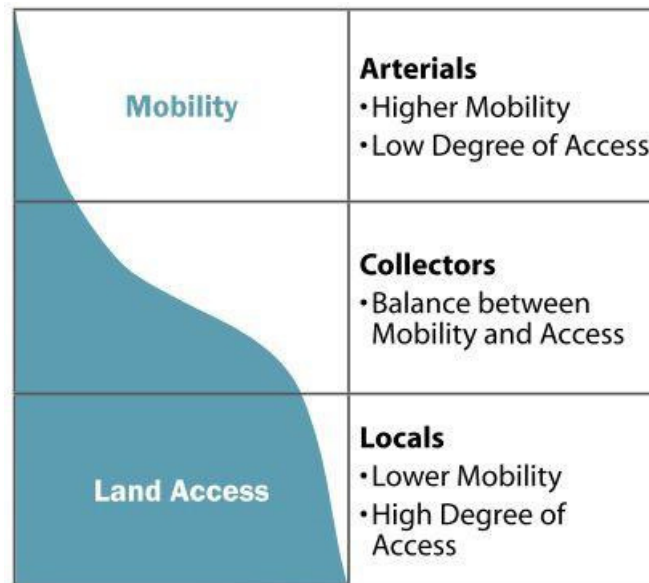 Mobility
Arterials
•Higher Mobility
•Low Degree of Access
Collectors
•Balance between
Mobility and Access
Land Access
Locals
•Lower Mobility
•High Degree of
Access